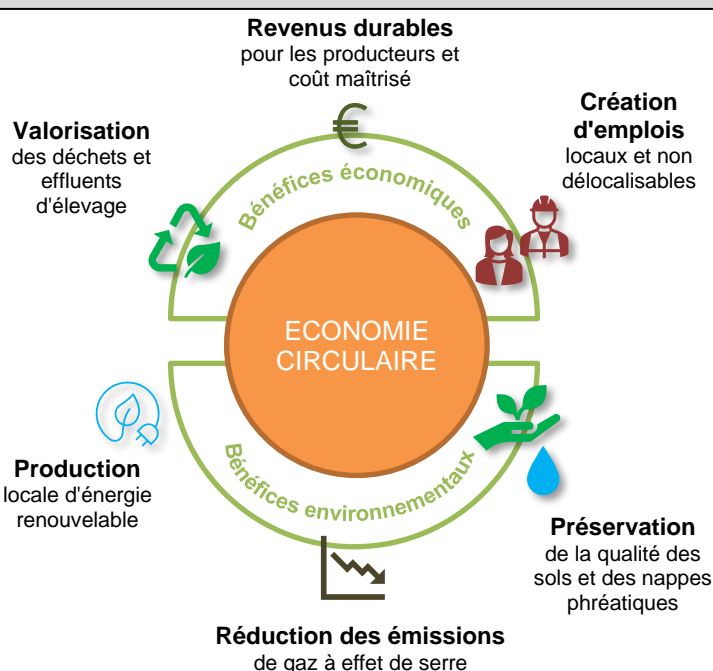 Revenus durables
pour les producteurs et
coût maîtrisé
Création
d'emplois
locaux et non
délocalisables
Valorisation
des déchets et
effluents
d'élevage
Bénéfices économiques
ECONOMIE
CIRCULAIRE
Bénéfices environnementaux
Production
locale d'énergie
renouvelable
Préservation
de la qualité des
sols et des nappes
phréatiques
Réduction des émissions
de gaz à effet de serre